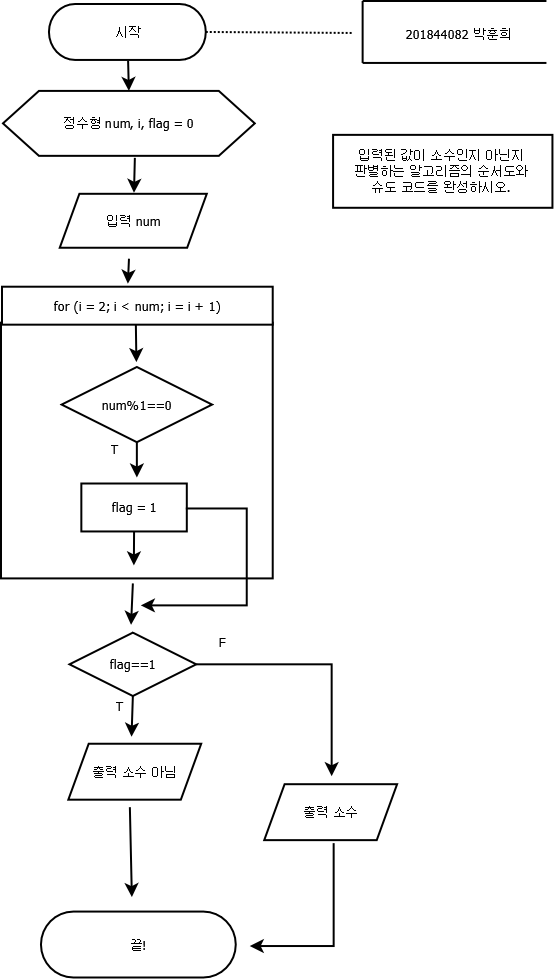 시작
201844082 박훈희
정수형 num, i, flag = 0
입력된 값이 소수인지 아닌지
판별하는 알고리즘의 순서도와
슈도 코드를 완성하시오.
입력 num
for (i = 2; i < num; i = i + 1)
num%1==0
T
flag = 1
flag==1
F
T
출력 소수 아님
출력 소수
끝!